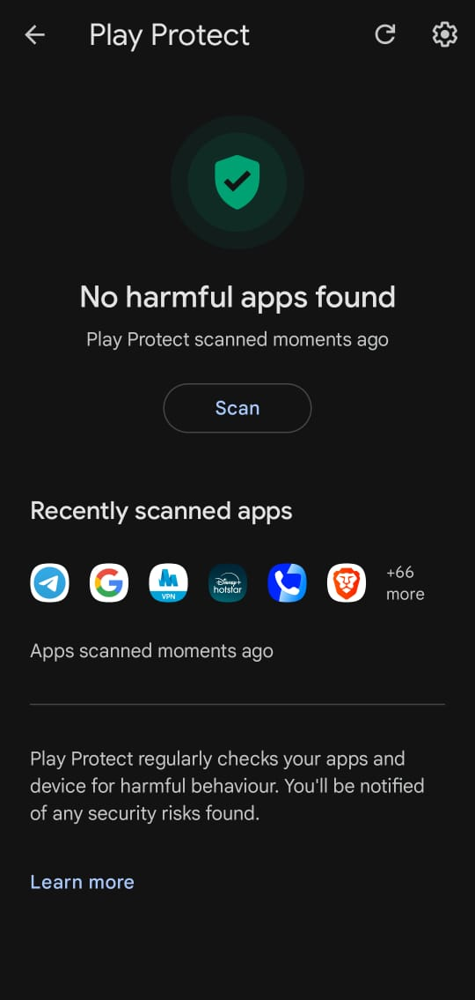 Play Protect
No harmful apps found
Play Protect scanned moments ago
Scan
Recently scanned apps
VPN
Disney+
hotstar
+66
more
Apps scanned moments ago
Play Protect regularly checks your apps and
device for harmful behaviour. You'll be notified
of any security risks found.
Learn more